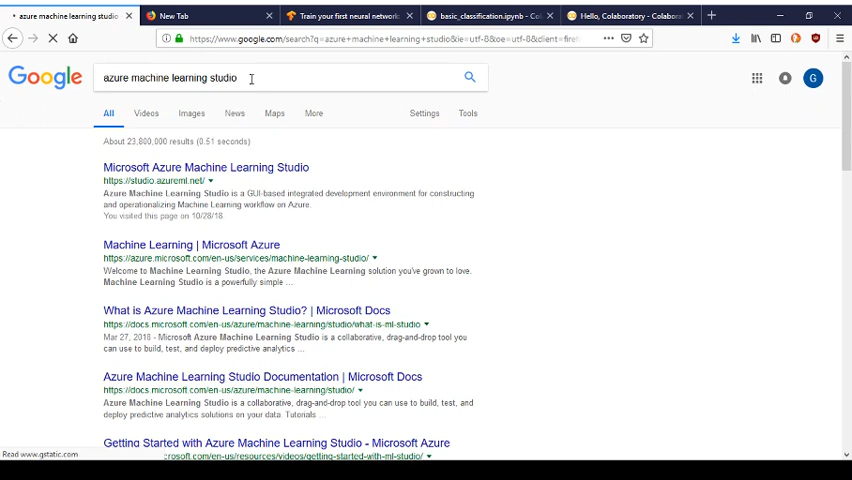 azure machine learning studio
New Tab
Train your first neural network:
basic_classification.ipynb - Col
Hello, Colaboratory - Colabora
https://www.google.com/search?q=azure+machine+learning+studio&ie=utf-8&oe=utf-8&client=firef
Google
azure machine learning studio
G
All
Videos
Images
News
Maps
More
Settings
Tools
About 23,800,000 results (0.51 seconds)
Microsoft Azure Machine Learning Studio
https://studio.azureml.net/
Azure Machine Learning Studio is a GUI-based integrated development environment for constructing
and operationalizing Machine Learning workflow on Azure.
You visited this page on 10/28/18.
Machine Learning | Microsoft Azure
https://azure.microsoft.com/en-us/services/machine-learning-studio/
Welcome to Machine Learning Studio, the Azure Machine Learning solution you've grown to love.
Machine Learning Studio is a powerfully simple ...
What is Azure Machine Learning Studio? | Microsoft Docs
https://docs.microsoft.com/en-us/azure/machine-learning/studio/what-is-ml-studio
Mar 27, 2018 - Microsoft Azure Machine Learning Studio is a collaborative, drag-and-drop tool you
can use to build, test, and deploy predictive analytics ...
Azure Machine Learning Studio Documentation | Microsoft Docs
https://docs.microsoft.com/en-us/azure/machine-learning/studio/
Azure Machine Learning Studio is a collaborative, drag-and-drop tool you can use to build, test, and
deploy predictive analytics solutions on your data. Tutorials ...
Getting Started with Azure Machine Learning Studio - Microsoft Azure
Read www.gstatic.com
:rosoft.com/en-us/resources/videos/getting-started-with-ml-studio/